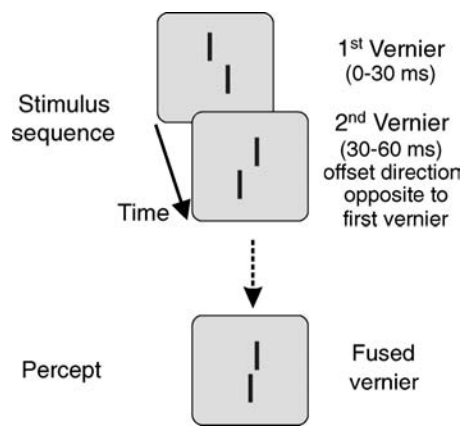 1st Vernier
(0-30 ms)
Stimulus
sequence
2nd Vernier
(30-60 ms)
offset direction
opposite to
first vernier
Time
Percept
Fused
vernier